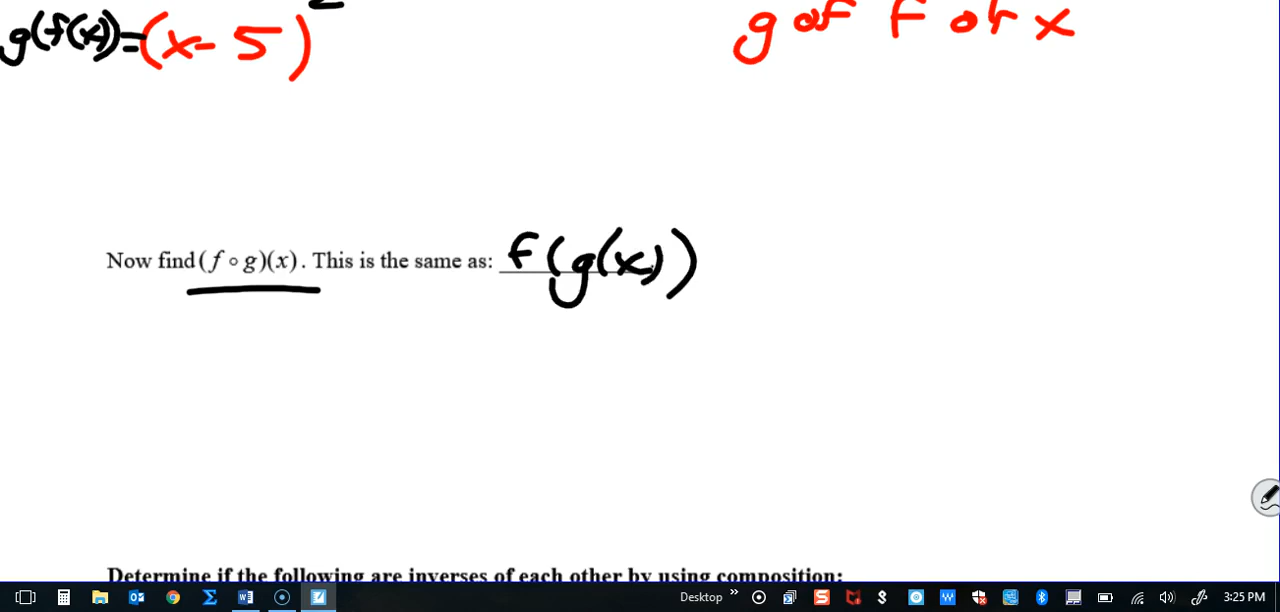 g(f(x))=(x-5)²
g of f of x
Now find (f∘g)(x). This is the same as: f(g(x))
Determine if the following are inverses of each other by using composition:
Desktop
3:25 PM